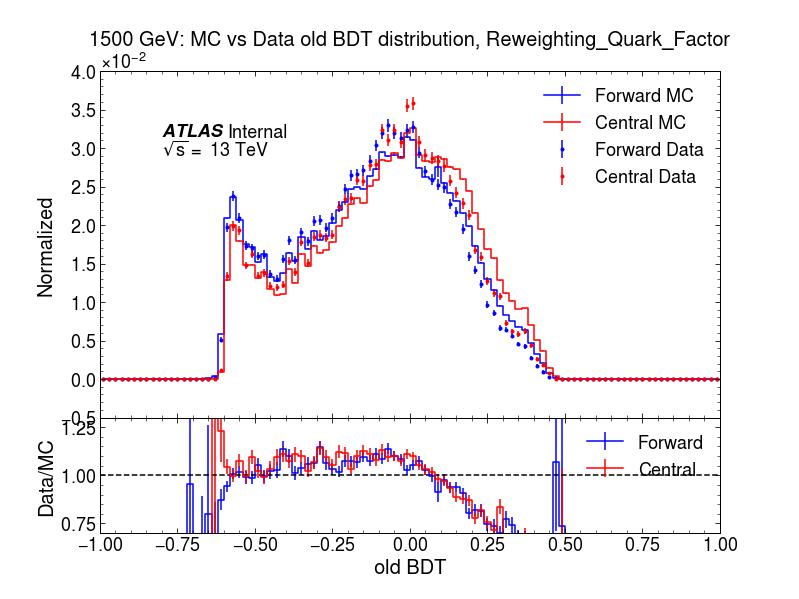 1500 GeV: MC vs Data old BDT distribution, Reweighting_Quark_Factor
×10⁻²
4.0
3.5
3.0
2.5
2.0
1.5
1.0
0.5
0.0
−0.5
Normalized
ATLAS Internal
√s = 13 TeV
Forward MC
Central MC
Forward Data
Central Data
1.25
1.00
0.75
Data/MC
Forward
Central
−1.00 −0.75 −0.50 −0.25 0.00 0.25 0.50 0.75 1.00
old BDT